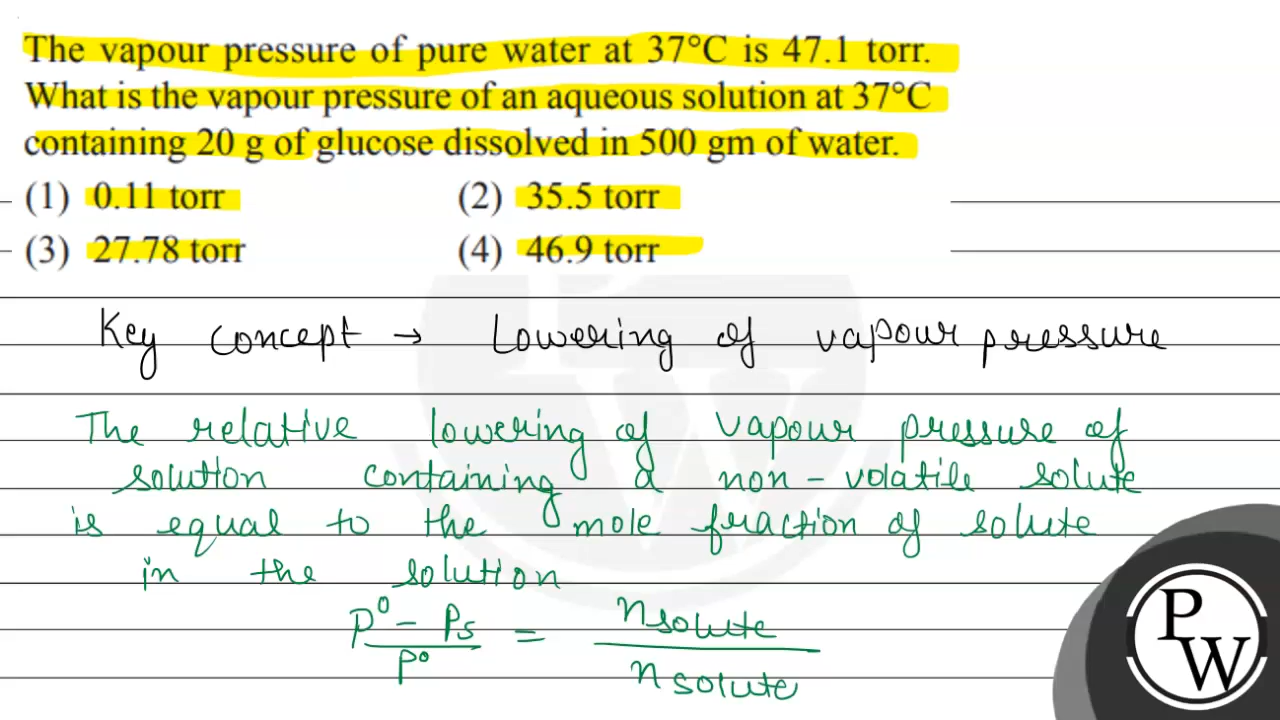 The vapour pressure of pure water at 37°C is 47.1 torr.
What is the vapour pressure of an aqueous solution at 37°C
containing 20 g of glucose dissolved in 500 gm of water.
(1) 0.11 torr (2) 35.5 torr
(3) 27.78 torr (4) 46.9 torr
Key concept → Lowering of vapour pressure
The relative lowering of vapour pressure of
solution containing a non-volatile solute
is equal to the mole fraction of solute
in the solution
P⁰ - Ps / P⁰ = n solute / n solute
P
W